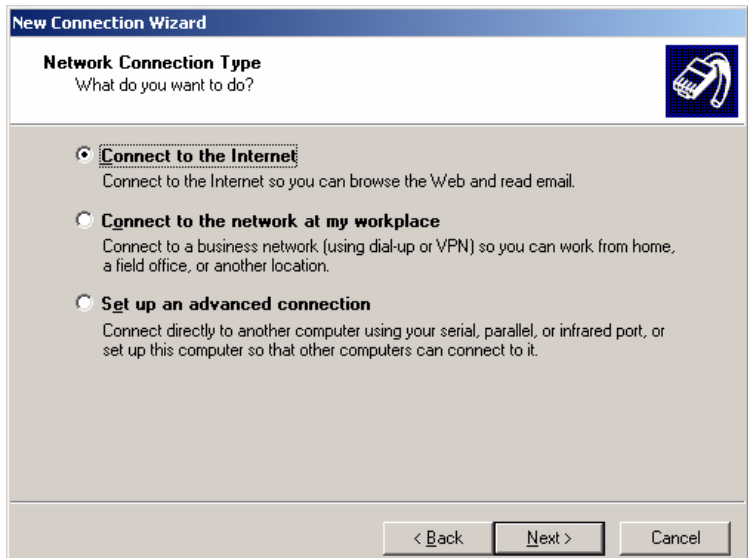 New Connection Wizard
Network Connection Type
What do you want to do?
Connect to the Internet
Connect to the Internet so you can browse the Web and read email.
Connect to the network at my workplace
Connect to a business network (using dial-up or VPN) so you can work from home,
a field office, or another location.
Set up an advanced connection
Connect directly to another computer using your serial, parallel, or infrared port, or
set up this computer so that other computers can connect to it.
< Back Next > Cancel